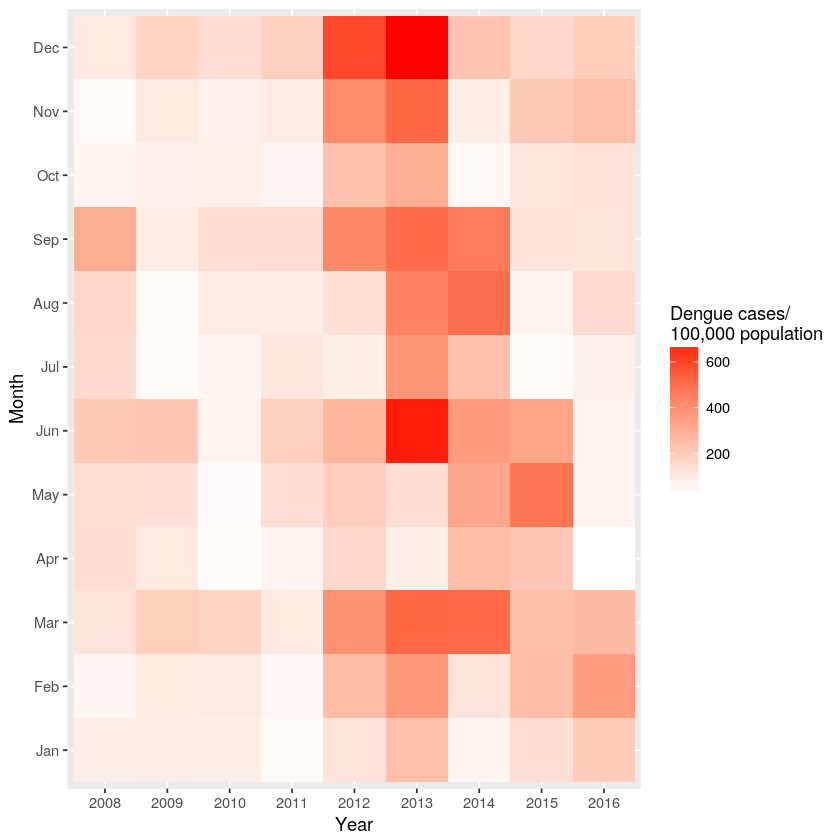 Dec
Nov
Oct
Sep
Aug
Jul
Jun
May
Apr
Mar
Feb
Jan
Month
2008 2009 2010 2011 2012 2013 2014 2015 2016
Year
Dengue cases/
100,000 population
600
400
200